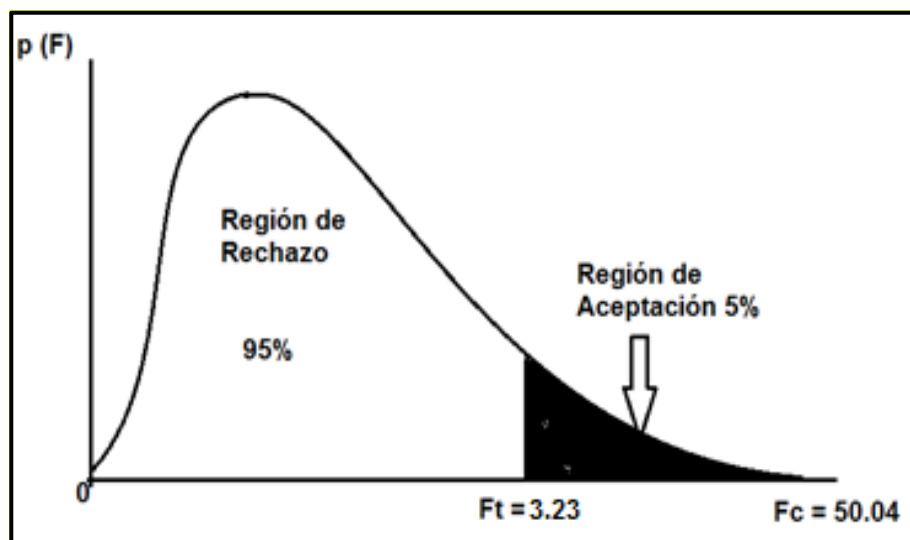 p (F)
Región de
Rechazo
95%
Región de
Aceptación 5%
0
Ft = 3.23
Fc = 50.04